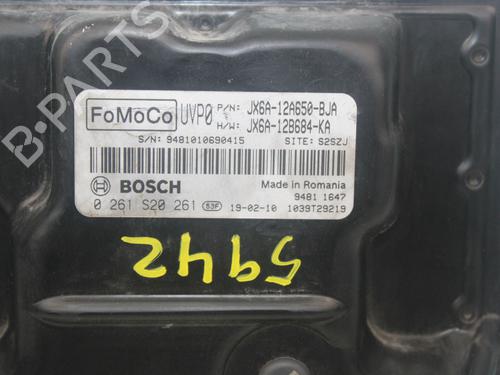 B-PARTS
FoMoCo UVP0 P/N: JX6A-12A650-BJA
H/W: JX6A-12B684-KA
S/N: 9481010690415 SITE: S2SZJ
BOSCH Made in Romania
9481 1647
0 261 S20 261 S3F 19-02-10 1039T29219
5942